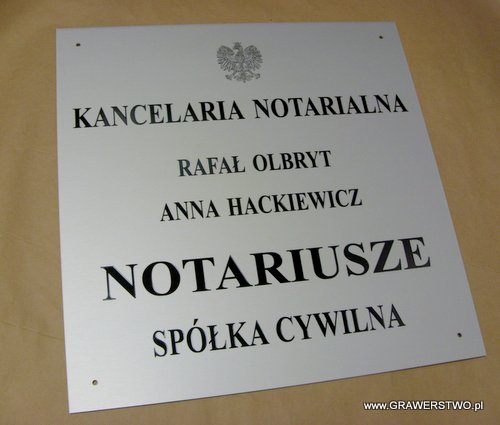 KANCELARIA NOTARIALNA
RAFAŁ OLBRYT
ANNA HACKIEWICZ
NOTARIUSZE
SPÓŁKA CYWILNA
www.GRAWERSTWO.pl